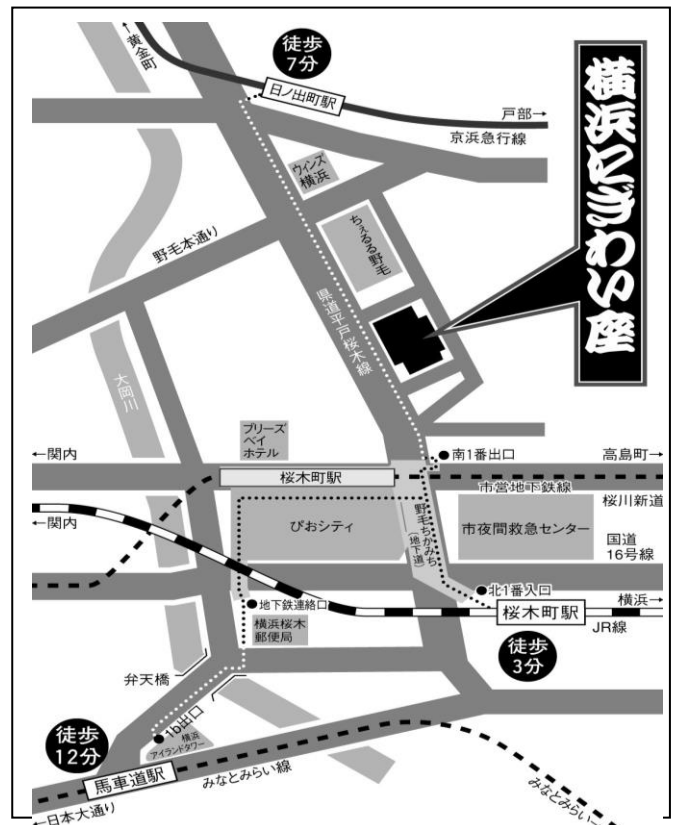 ←黄金町
徒歩
7分
日ノ出町駅
戸部→
京浜急行線
横浜にぎわい座
ウィンズ
横浜
ちぇるる野毛
野毛本通り
県道平戸桜木線
大岡川
ブリーズ
ベイ
ホテル
←関内
南1番出口
高島町→
桜木町駅
市営地下鉄線
桜川新道
←関内
ぴおシティ
野毛ちかみち
(地下道)
市夜間救急センター
国道
16号線
北1番入口
地下鉄連絡口
桜木町駅
横浜→
JR線
横浜桜木
郵便局
徒歩
3分
弁天橋
1b出口
横浜
アイランドタワー
徒歩
12分
馬車道駅
みなとみらい線
みなとみらい→
←日本大通り